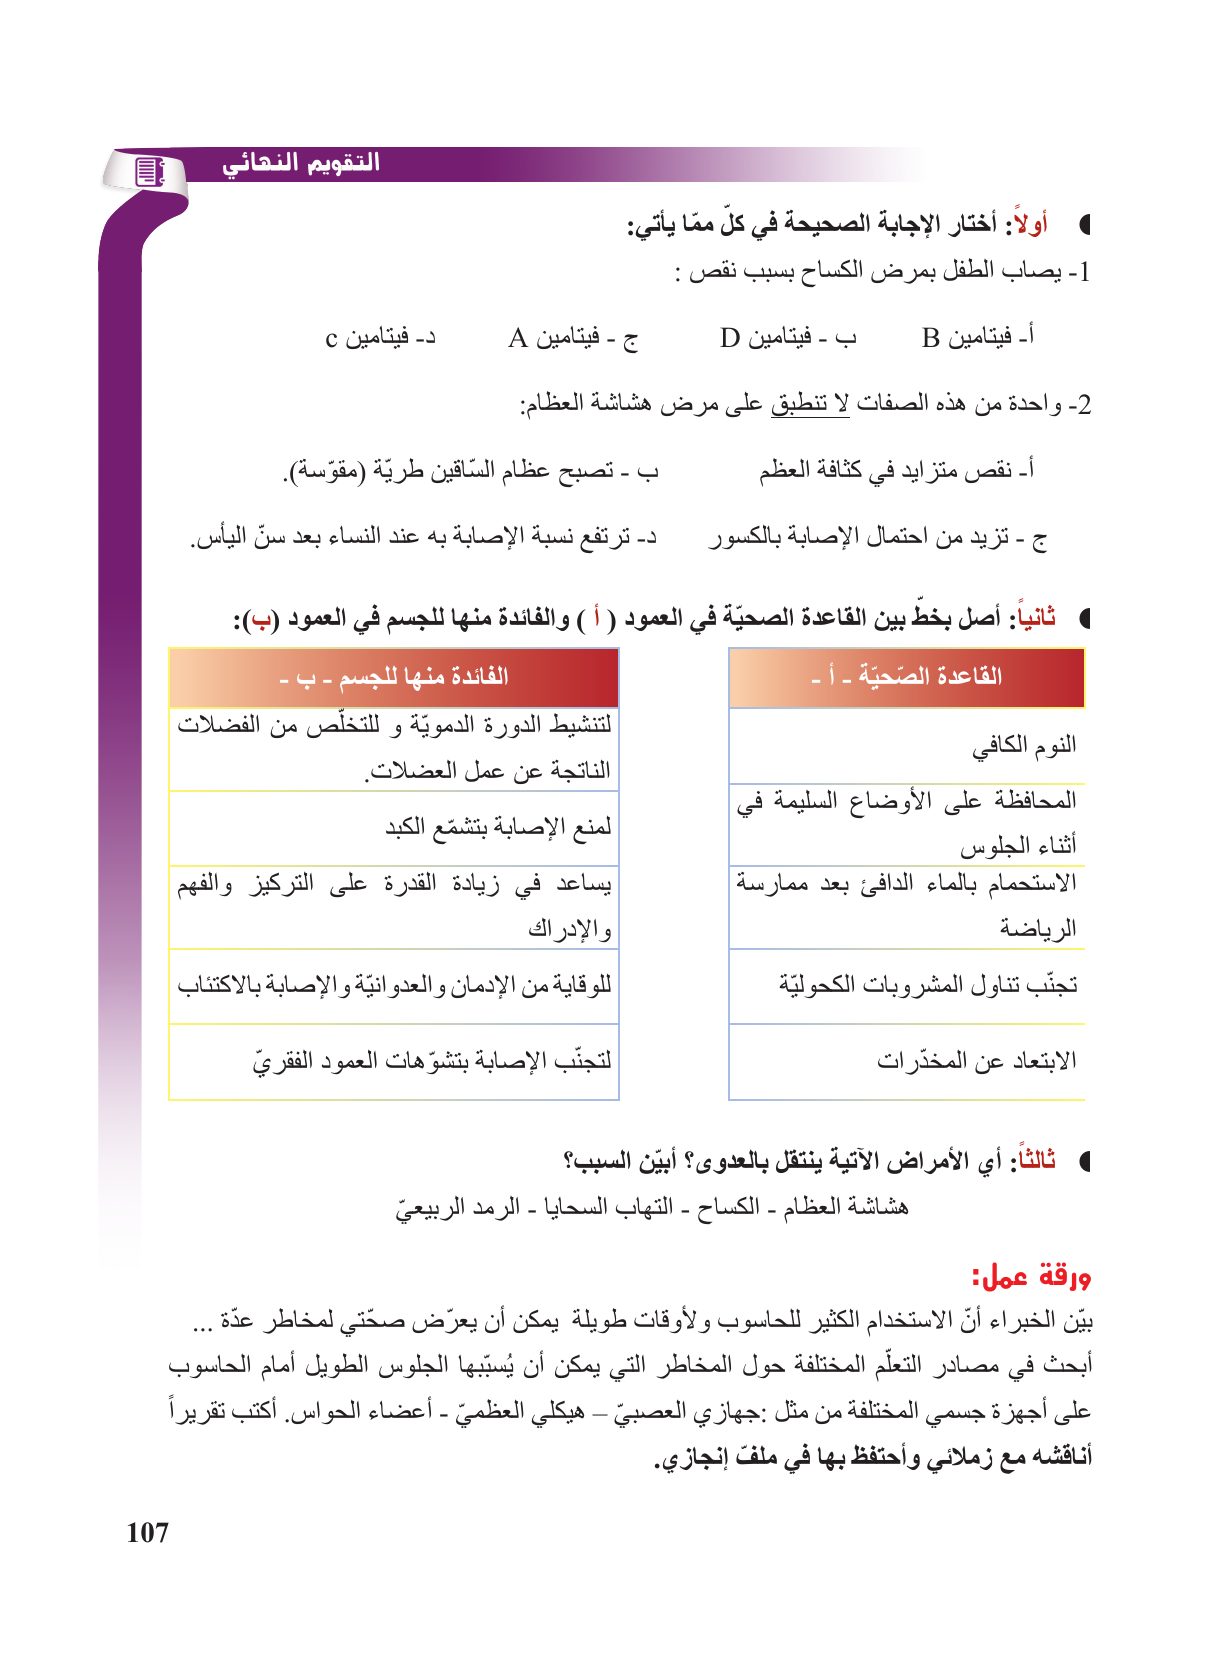 التقويم النهائي
أولاً: أختار الإجابة الصحيحة في كلّ ممّا يأتي:
1- يصاب الطفل بمرض الكساح بسبب نقص :
أ- فيتامين B ب - فيتامين D ج - فيتامين A د- فيتامين c
2- واحدة من هذه الصفات لا تنطبق على مرض هشاشة العظام:
أ- نقص متزايد في كثافة العظم ب - تصبح عظام السّاقين طريّة (مقوّسة).
ج - تزيد من احتمال الإصابة بالكسور د- ترتفع نسبة الإصابة به عند النساء بعد سنّ اليأس.
ثانياً: أصل بخطّ بين القاعدة الصحيّة في العمود ( أ ) والفائدة منها للجسم في العمود (ب):
القاعدة الصّحيّة - أ -
النوم الكافي
المحافظة على الأوضاع السليمة في
أثناء الجلوس
الاستحمام بالماء الدافئ بعد ممارسة
الرياضة
تجنّب تناول المشروبات الكحوليّة
الابتعاد عن المخدّرات
الفائدة منها للجسم - ب -
لتنشيط الدورة الدمويّة و للتخلّص من الفضلات
الناتجة عن عمل العضلات.
لمنع الإصابة بتشمّع الكبد
يساعد في زيادة القدرة على التركيز والفهم
والإدراك
للوقاية من الإدمان والعدوانيّة والإصابة بالاكتئاب
لتجنّب الإصابة بتشوّهات العمود الفقريّ
ثالثاً: أي الأمراض الآتية ينتقل بالعدوى؟ أبيّن السبب؟
هشاشة العظام - الكساح - التهاب السحايا - الرمد الربيعيّ
ورقة عمل:
بيّن الخبراء أنّ الاستخدام الكثير للحاسوب ولأوقات طويلة يمكن أن يعرّض صحّتي لمخاطر عدّة ...
أبحث في مصادر التعلّم المختلفة حول المخاطر التي يمكن أن يُسبّبها الجلوس الطويل أمام الحاسوب
على أجهزة جسمي المختلفة من مثل :جهازي العصبيّ – هيكلي العظميّ - أعضاء الحواس. أكتب تقريراً
أناقشه مع زملائي وأحتفظ بها في ملفّ إنجازي.
107